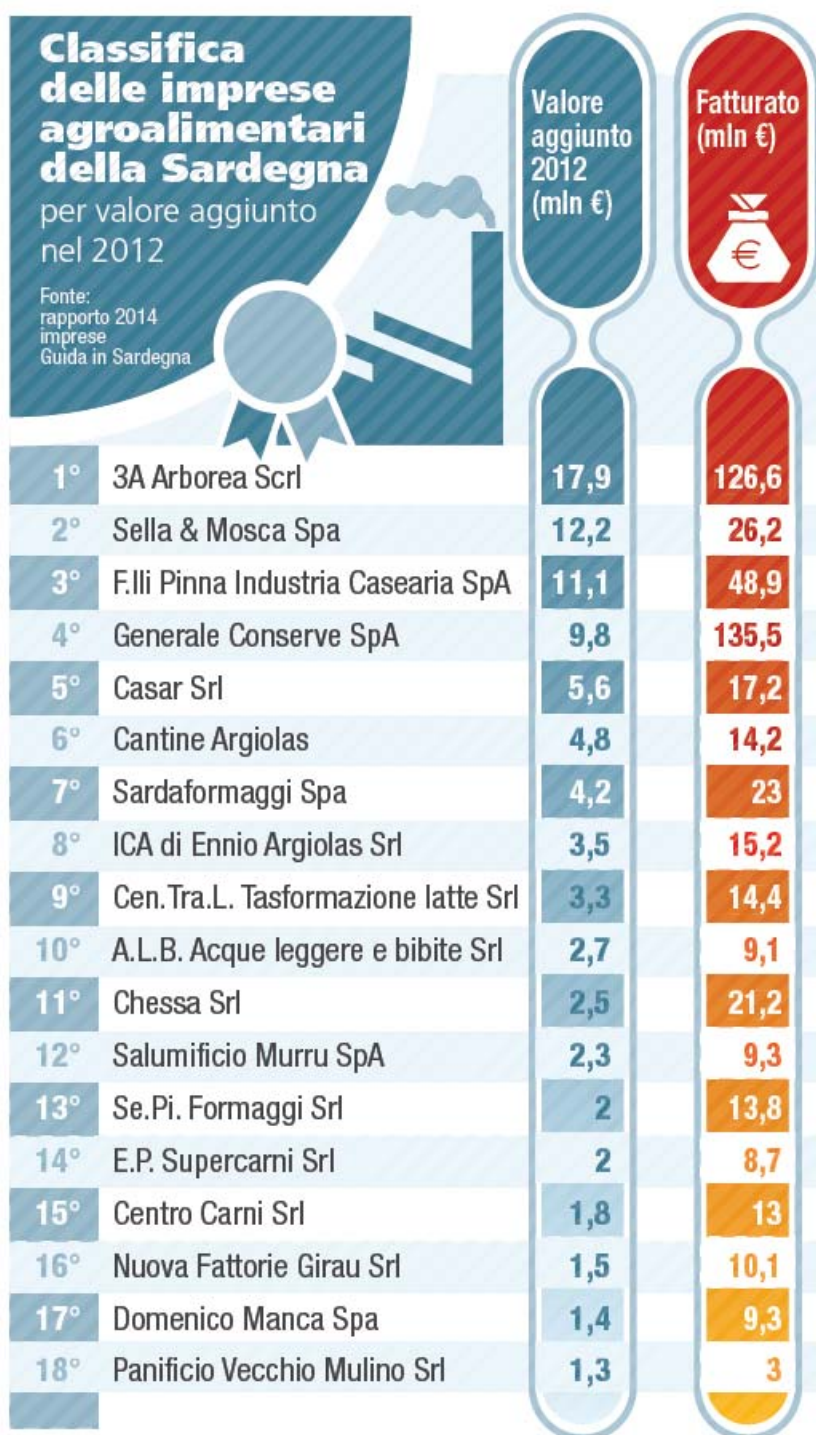 Classifica
delle imprese
agroalimentari
della Sardegna
per valore aggiunto
nel 2012
Fonte:
rapporto 2014
imprese
Guida in Sardegna
Valore
aggiunto
2012
(mln €)
Fatturato
(mln €)
€
1° 3A Arborea Scrl 17,9 126,6
2° Sella & Mosca Spa 12,2 26,2
3° F.lli Pinna Industria Casearia SpA 11,1 48,9
4° Generale Conserve SpA 9,8 135,5
5° Casar Srl 5,6 17,2
6° Cantine Argiolas 4,8 14,2
7° Sardaformaggi Spa 4,2 23
8° ICA di Ennio Argiolas Srl 3,5 15,2
9° Cen.Tra.L. Tasformazione latte Srl 3,3 14,4
10° A.L.B. Acque leggere e bibite Srl 2,7 9,1
11° Chessa Srl 2,5 21,2
12° Salumificio Murru SpA 2,3 9,3
13° Se.Pi. Formaggi Srl 2 13,8
14° E.P. Supercarni Srl 2 8,7
15° Centro Carni Srl 1,8 13
16° Nuova Fattorie Girau Srl 1,5 10,1
17° Domenico Manca Spa 1,4 9,3
18° Panificio Vecchio Mulino Srl 1,3 3